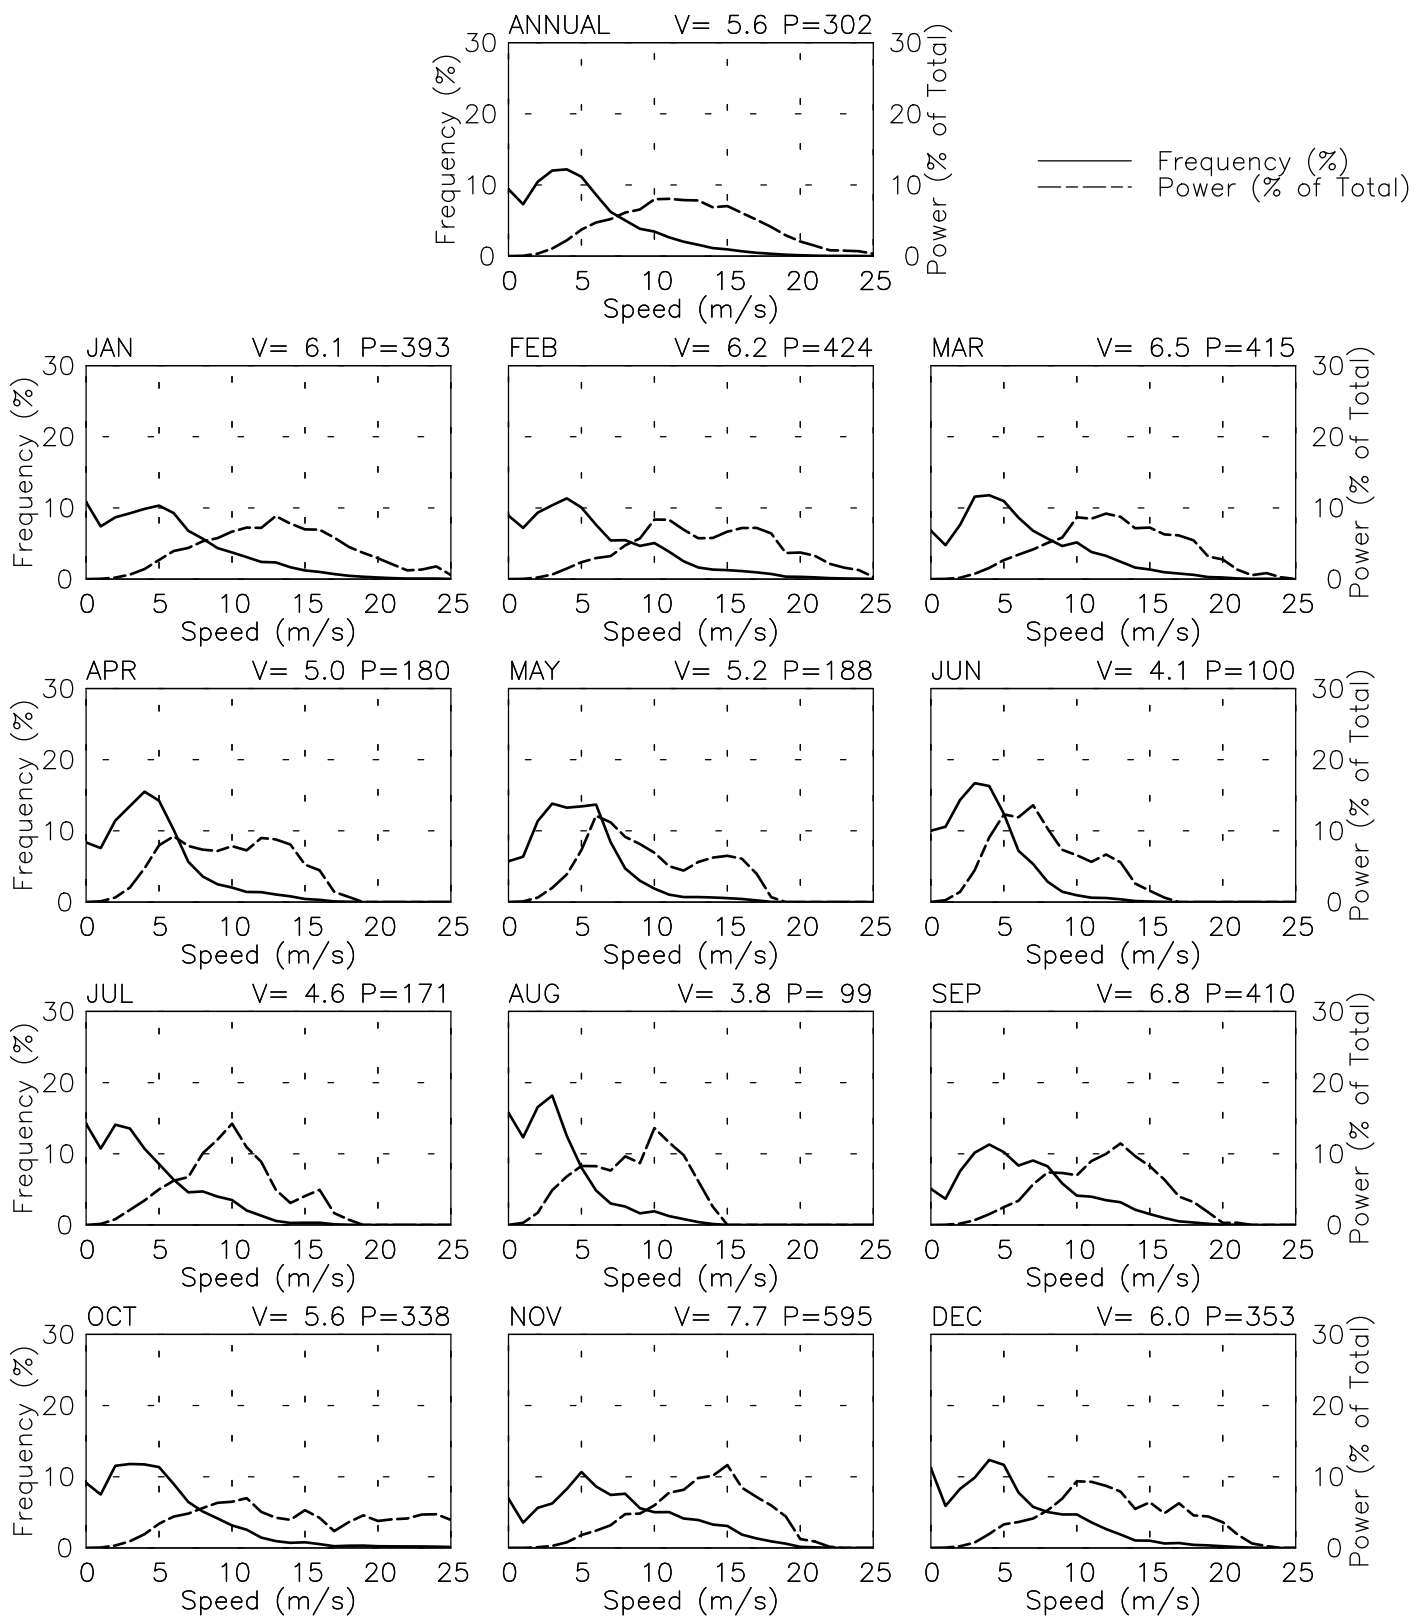 ANNUAL V= 5.6 P=302
30 30
20 20
10 10
0 0
Frequency (%)
Power (% of Total)
0 5 10 15 20 25
Speed (m/s)
Frequency (%)
Power (% of Total)
JAN V= 6.1 P=393
FEB V= 6.2 P=424
MAR V= 6.5 P=415
30 30
20 20
10 10
0 0
Frequency (%)
Power (% of Total)
0 5 10 15 20 25
0 5 10 15 20 25
0 5 10 15 20 25
Speed (m/s)
Speed (m/s)
Speed (m/s)
APR V= 5.0 P=180
MAY V= 5.2 P=188
JUN V= 4.1 P=100
30 30
20 20
10 10
0 0
Frequency (%)
Power (% of Total)
0 5 10 15 20 25
0 5 10 15 20 25
0 5 10 15 20 25
Speed (m/s)
Speed (m/s)
Speed (m/s)
JUL V= 4.6 P=171
AUG V= 3.8 P= 99
SEP V= 6.8 P=410
30 30
20 20
10 10
0 0
Frequency (%)
Power (% of Total)
0 5 10 15 20 25
0 5 10 15 20 25
0 5 10 15 20 25
Speed (m/s)
Speed (m/s)
Speed (m/s)
OCT V= 5.6 P=338
NOV V= 7.7 P=595
DEC V= 6.0 P=353
30 30
20 20
10 10
0 0
Frequency (%)
Power (% of Total)
0 5 10 15 20 25
0 5 10 15 20 25
0 5 10 15 20 25
Speed (m/s)
Speed (m/s)
Speed (m/s)